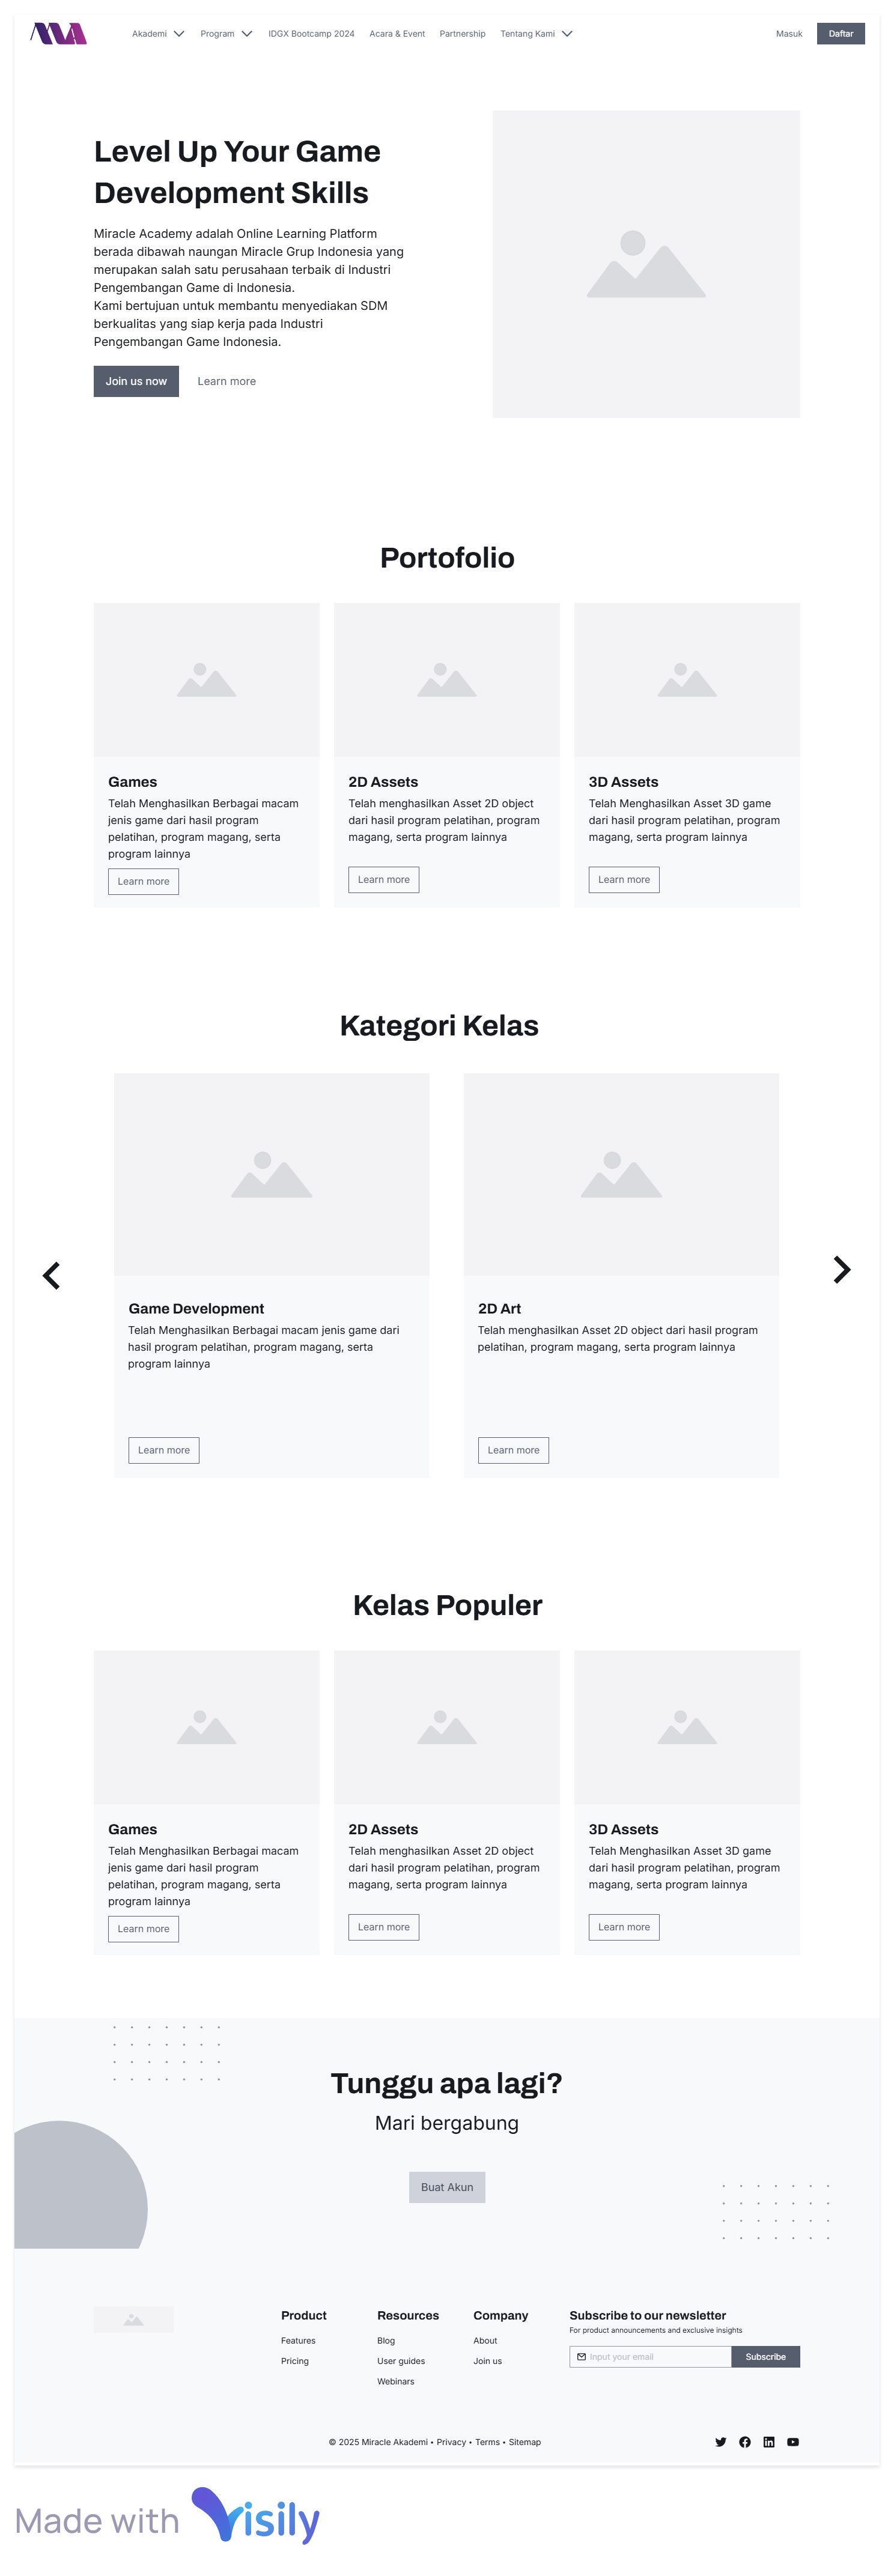 Akademi Program IDGX Bootcamp 2024 Acara & Event Partnership Tentang Kami Masuk Daftar
Level Up Your Game
Development Skills
Miracle Academy adalah Online Learning Platform
berada dibawah naungan Miracle Grup Indonesia yang
merupakan salah satu perusahaan terbaik di Industri
Pengembangan Game di Indonesia.
Kami bertujuan untuk membantu menyediakan SDM
berkualitas yang siap kerja pada Industri
Pengembangan Game Indonesia.
Join us now Learn more
Portofolio
Games
Telah Menghasilkan Berbagai macam
jenis game dari hasil program
pelatihan, program magang, serta
program lainnya
Learn more
2D Assets
Telah menghasilkan Asset 2D object
dari hasil program pelatihan, program
magang, serta program lainnya
Learn more
3D Assets
Telah Menghasilkan Asset 3D game
dari hasil program pelatihan, program
magang, serta program lainnya
Learn more
Kategori Kelas
Game Development
Telah Menghasilkan Berbagai macam jenis game dari
hasil program pelatihan, program magang, serta
program lainnya
Learn more
2D Art
Telah menghasilkan Asset 2D object dari hasil program
pelatihan, program magang, serta program lainnya
Learn more
Kelas Populer
Games
Telah Menghasilkan Berbagai macam
jenis game dari hasil program
pelatihan, program magang, serta
program lainnya
Learn more
2D Assets
Telah menghasilkan Asset 2D object
dari hasil program pelatihan, program
magang, serta program lainnya
Learn more
3D Assets
Telah Menghasilkan Asset 3D game
dari hasil program pelatihan, program
magang, serta program lainnya
Learn more
Tunggu apa lagi?
Mari bergabung
Buat Akun
Product
Features
Pricing
Resources
Blog
User guides
Webinars
Company
About
Join us
Subscribe to our newsletter
For product announcements and exclusive insights
Input your email Subscribe
© 2025 Miracle Akademi • Privacy • Terms • Sitemap
Made with Visily